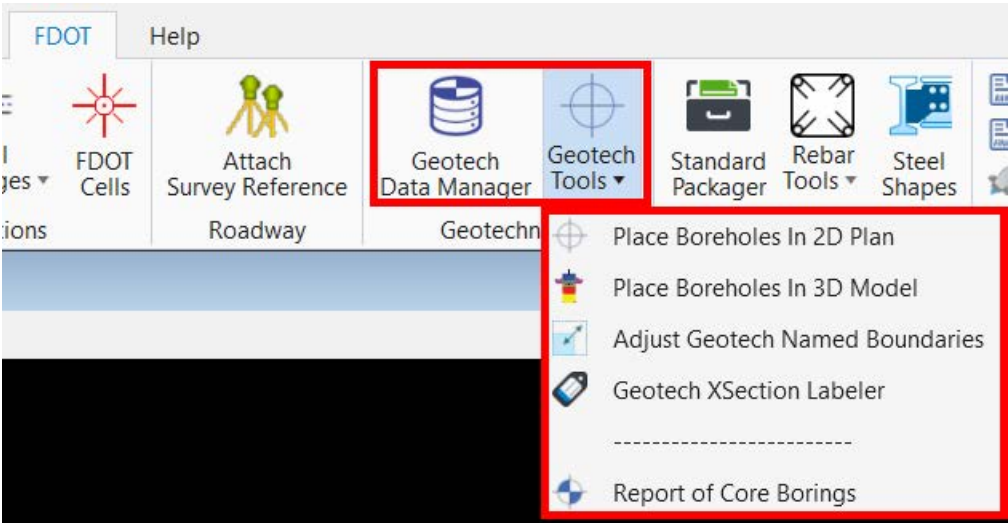 FDOT Help
FDOT
Cells
Attach
Survey Reference
Geotech
Data Manager
Geotech
Tools
Standard
Packager
Rebar
Tools
Steel
Shapes
Roadway
Place Boreholes In 2D Plan
Place Boreholes In 3D Model
Adjust Geotech Named Boundaries
Geotech XSection Labeler
-------------------------
Report of Core Borings